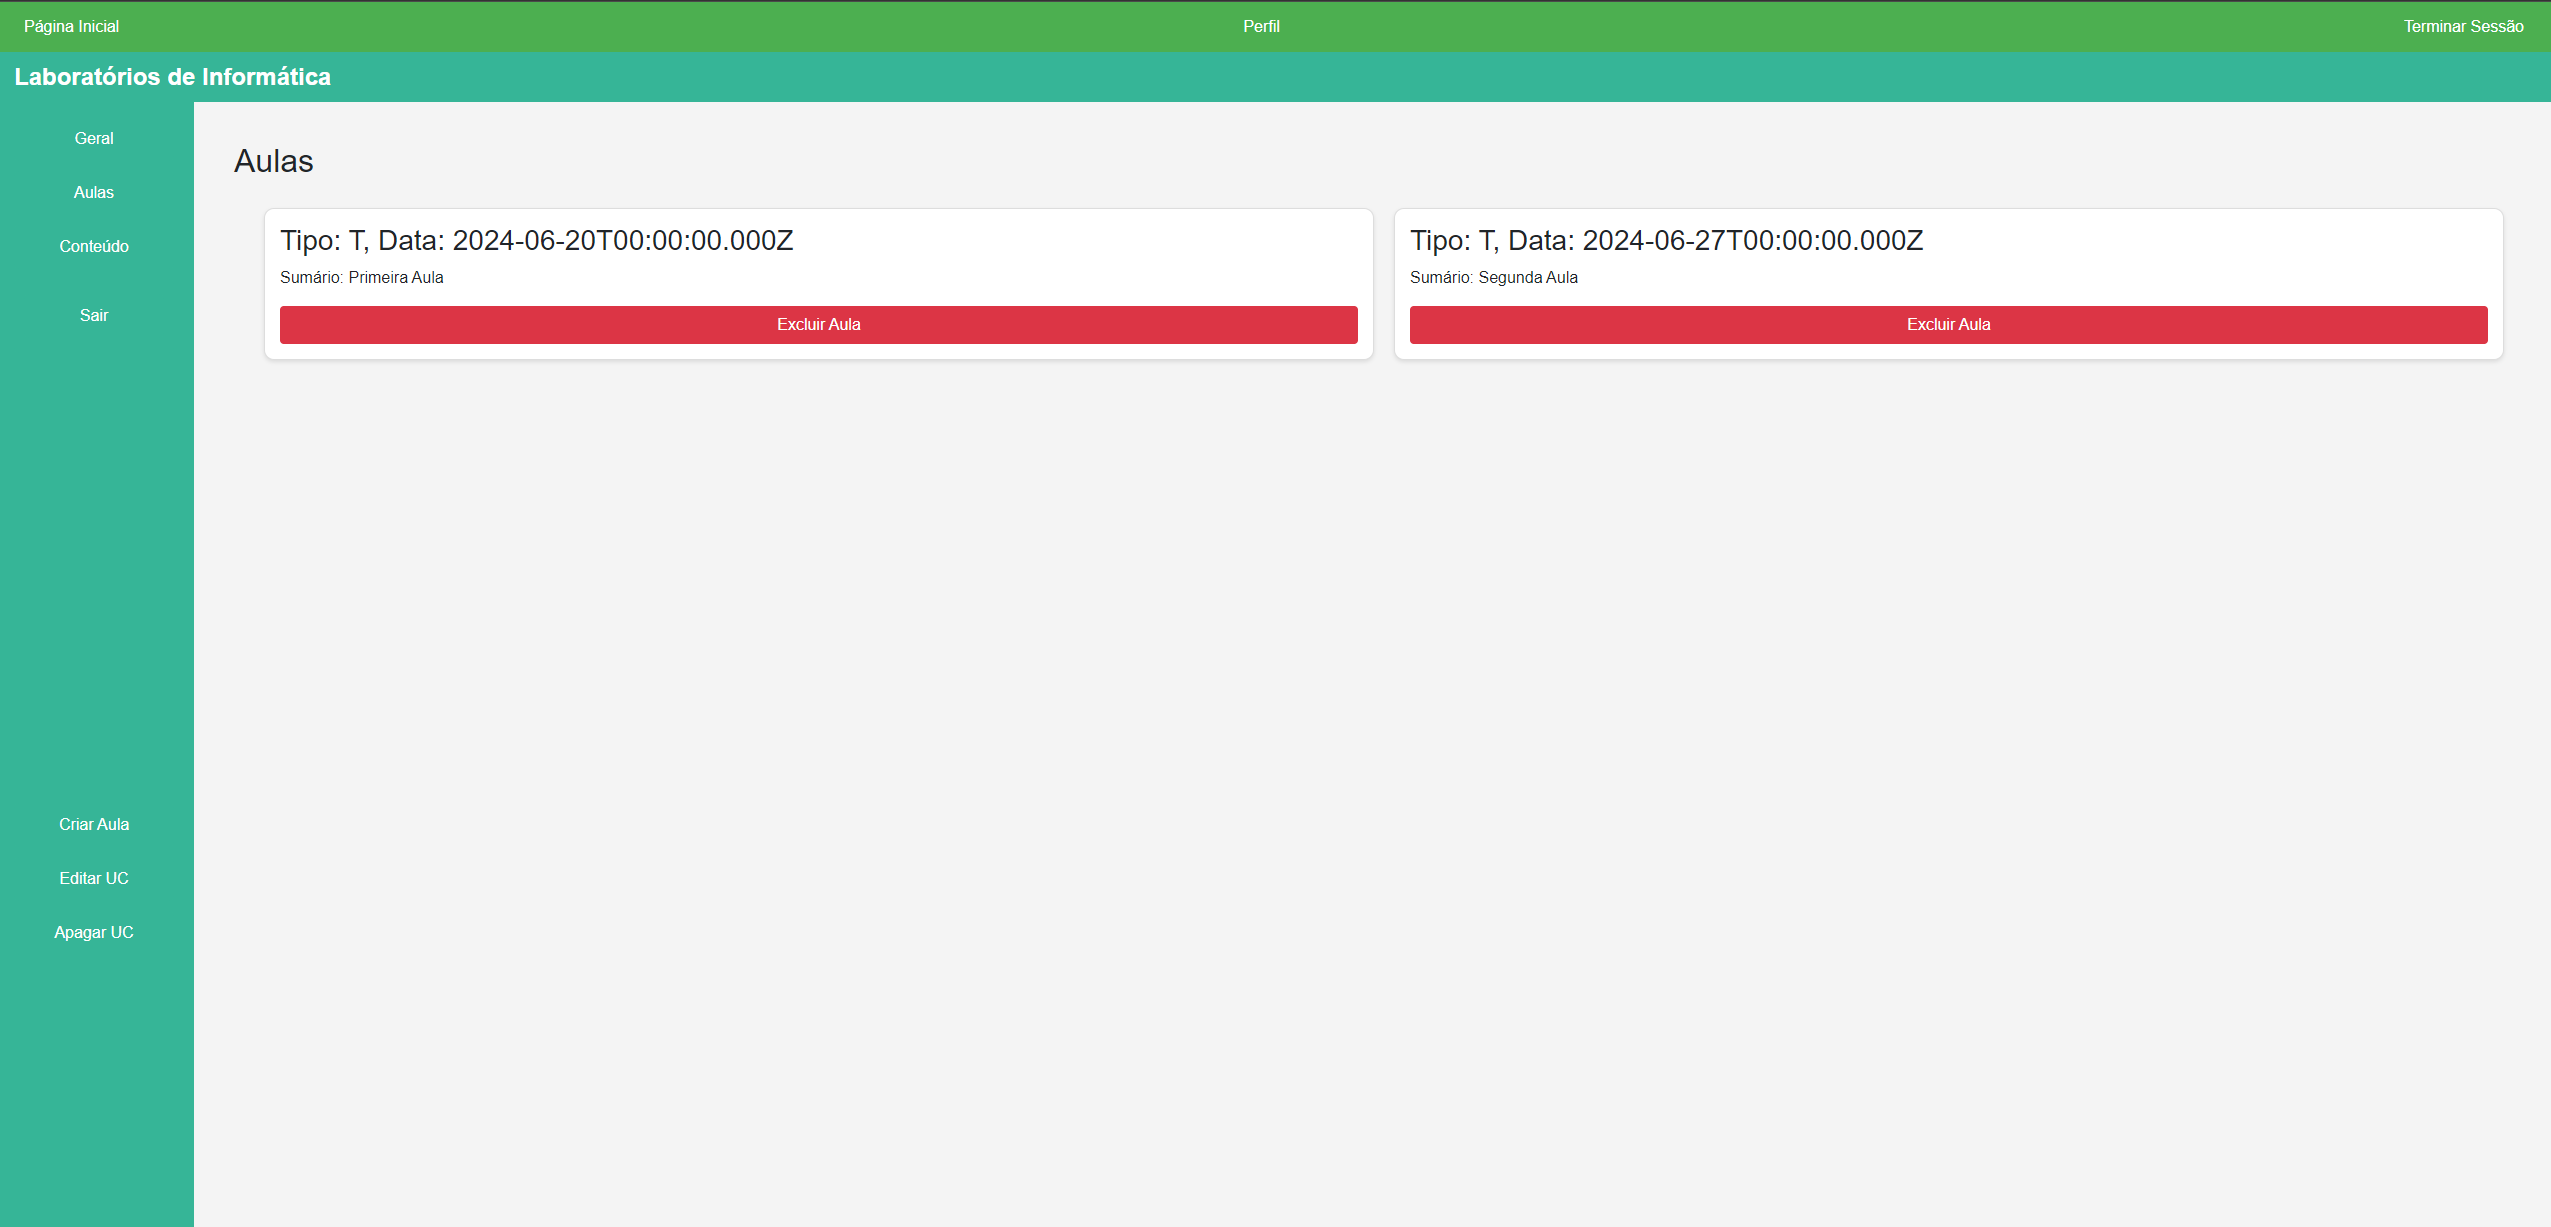 Página Inicial
Perfil
Terminar Sessão
Laboratórios de Informática
Geral
Aulas
Conteúdo
Sair
Criar Aula
Editar UC
Apagar UC
Aulas
Tipo: T, Data: 2024-06-20T00:00:00.000Z
Sumário: Primeira Aula
Excluir Aula
Tipo: T, Data: 2024-06-27T00:00:00.000Z
Sumário: Segunda Aula
Excluir Aula